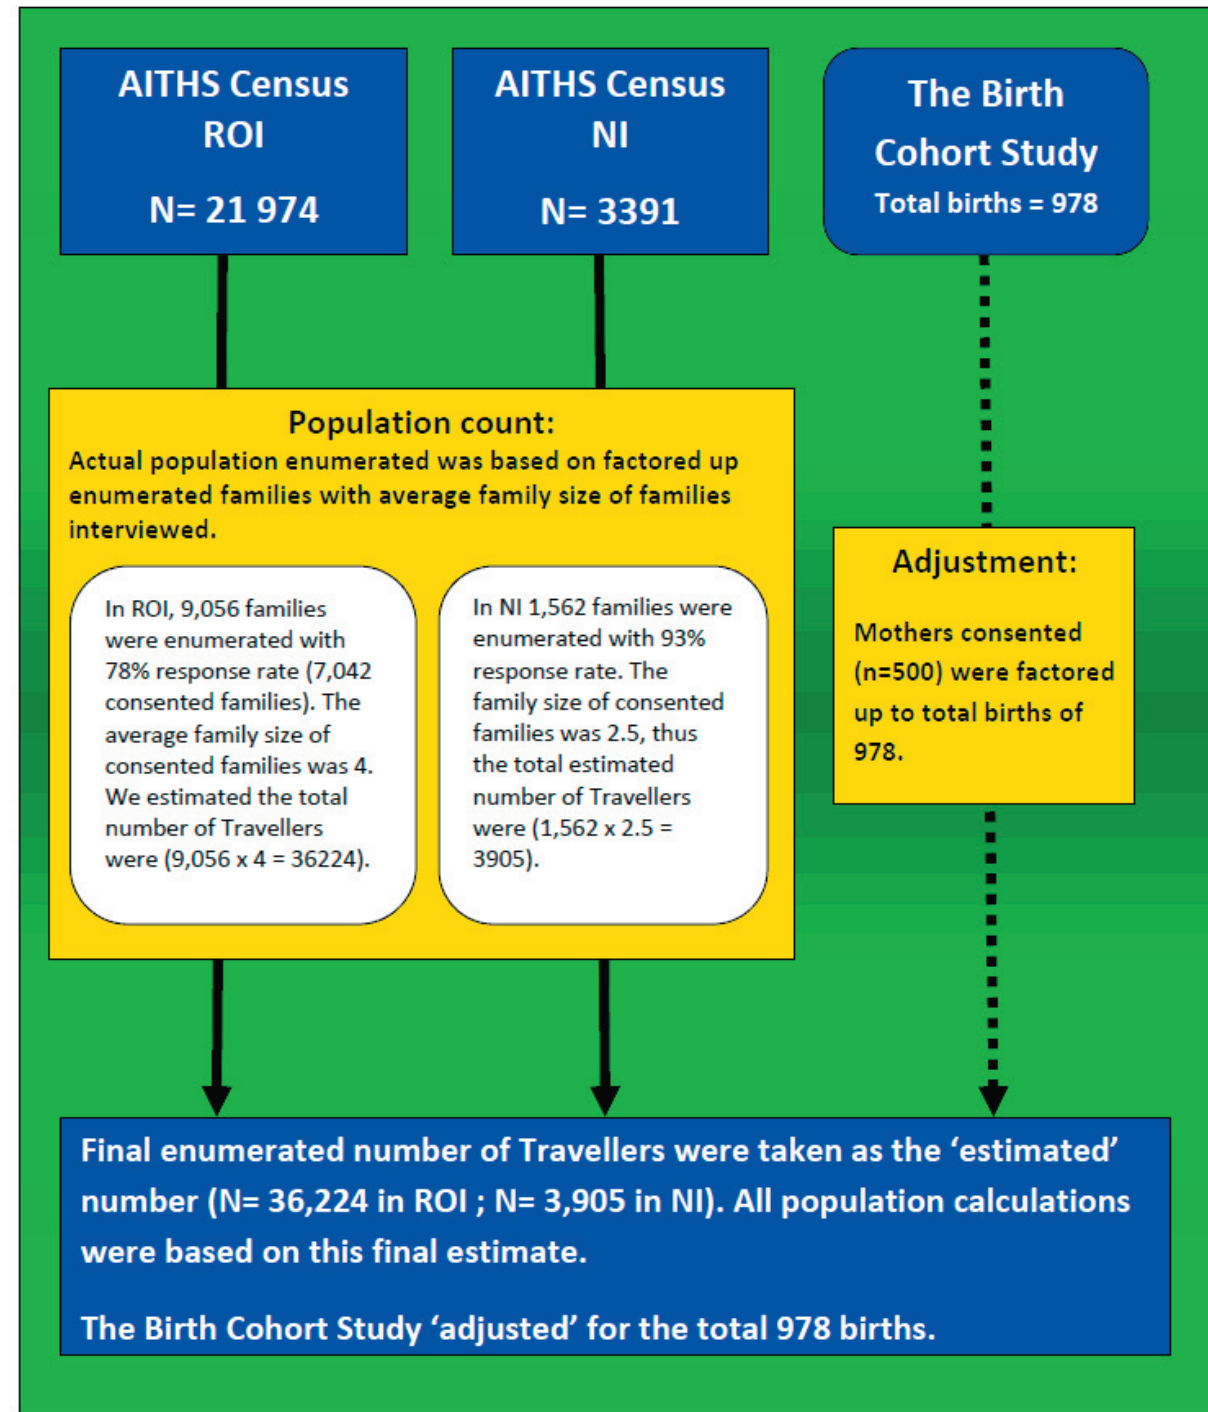 AITHS Census
ROI
N= 21 974
AITHS Census
NI
N= 3391
The Birth
Cohort Study
Total births = 978
Population count:
Actual population enumerated was based on factored up
enumerated families with average family size of families
interviewed.
In ROI, 9,056 families
were enumerated with
78% response rate (7,042
consented families). The
average family size of
consented families was 4.
We estimated the total
number of Travellers
were (9,056 x 4 = 36224).
In NI 1,562 families were
enumerated with 93%
response rate. The
family size of consented
families was 2.5, thus
the total estimated
number of Travellers
were (1,562 x 2.5 =
3905).
Adjustment:
Mothers consented
(n=500) were factored
up to total births of
978.
Final enumerated number of Travellers were taken as the ‘estimated’
number (N= 36,224 in ROI ; N= 3,905 in NI). All population calculations
were based on this final estimate.
The Birth Cohort Study ‘adjusted’ for the total 978 births.